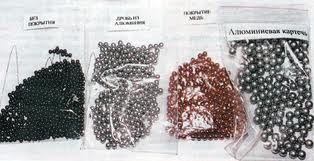 БЕЗ
ПОКРЫТИЯ
ДРОБЬ ИЗ
АЛЮМИНИЯ
ПОКРЫТИЕ
МЕДЬ
Алюминиевая картечь